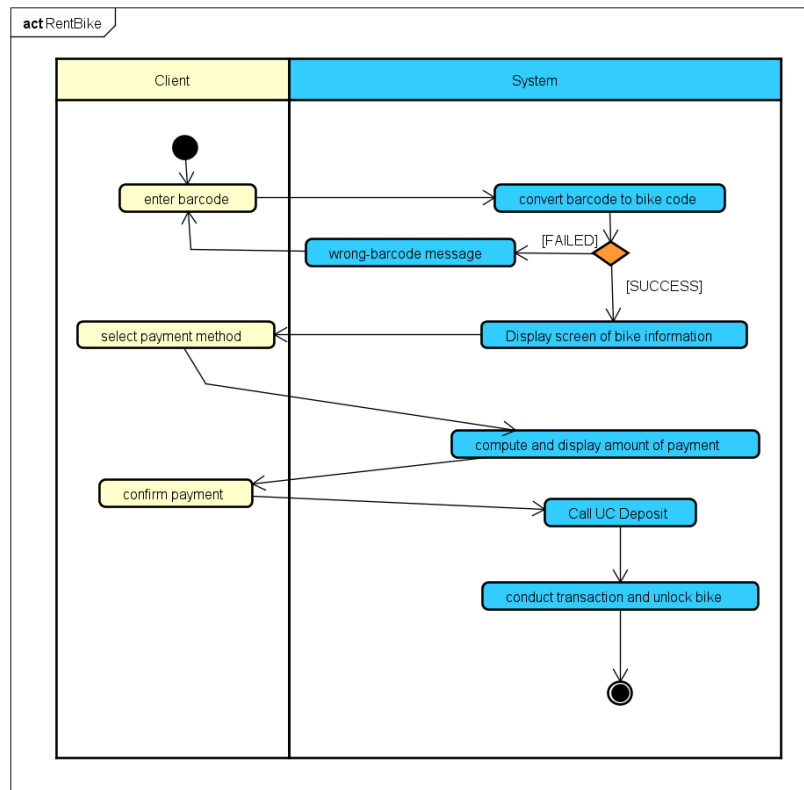 act RentBike
Client
System
enter barcode
convert barcode to bike code
[FAILED]
wrong-barcode message
[SUCCESS]
select payment method
Display screen of bike information
compute and display amount of payment
confirm payment
Call UC Deposit
conduct transaction and unlock bike